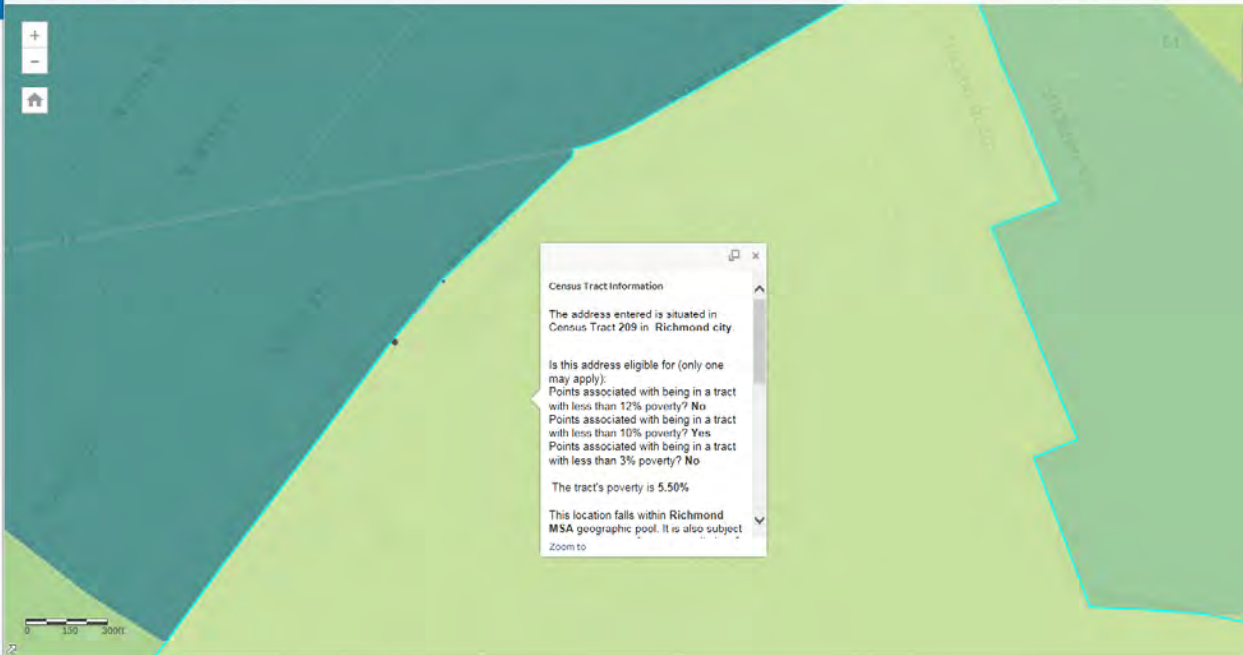 +
−
Census Tract Information
The address entered is situated in
Census Tract 209 in Richmond city
Is this address eligible for (only one
may apply):
Points associated with being in a tract
with less than 12% poverty? No
Points associated with being in a tract
with less than 10% poverty? Yes
Points associated with being in a tract
with less than 3% poverty? No
The tract's poverty is 5.50%
This location falls within Richmond
MSA geographic pool. It is also subject
Zoom to
0 150 300ft